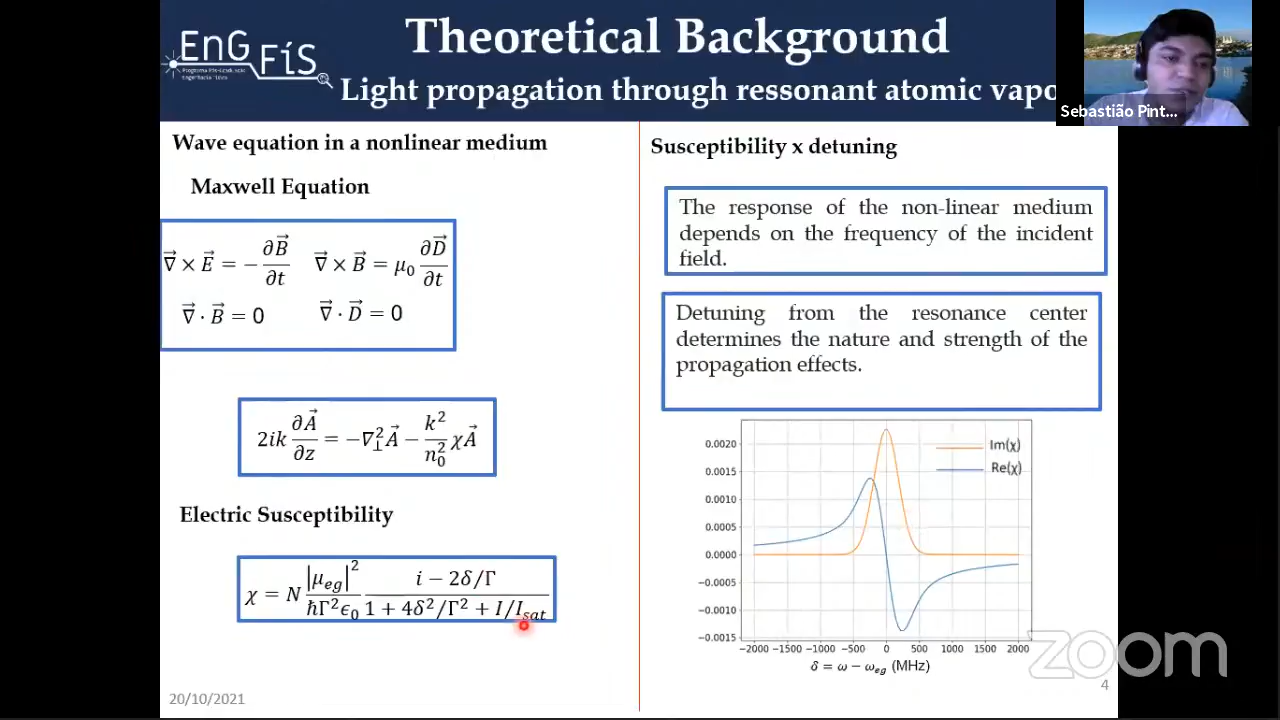 EnG
FíS
Theoretical Background
Light propagation through ressonant atomic vapo
Sebastião Pint...
Wave equation in a nonlinear medium
Maxwell Equation
∇⃗ × E⃗ = − ∂B⃗/∂t   ∇⃗ × B⃗ = μ₀ ∂D⃗/∂t
∇⃗ · B⃗ = 0   ∇⃗ · D⃗ = 0
2ik ∂A⃗/∂z = −∇⊥² A⃗ − k²/n₀² χA⃗
Electric Susceptibility
χ = N |μ_eg|²/ħΓ²ϵ₀ (i − 2δ/Γ)/(1 + 4δ²/Γ² + I/I_sat)
20/10/2021
Susceptibility x detuning
The response of the non-linear medium
depends on the frequency of the incident
field.
Detuning from the resonance center
determines the nature and strength of the
propagation effects.
Im(χ)
Re(χ)
0.0020
0.0015
0.0010
0.0005
0.0000
−0.0005
−0.0010
−0.0015
−2000 −1500 −1000 −500 0 500 1000 1500 2000
δ = ω − ω_eg (MHz)
zoom
4